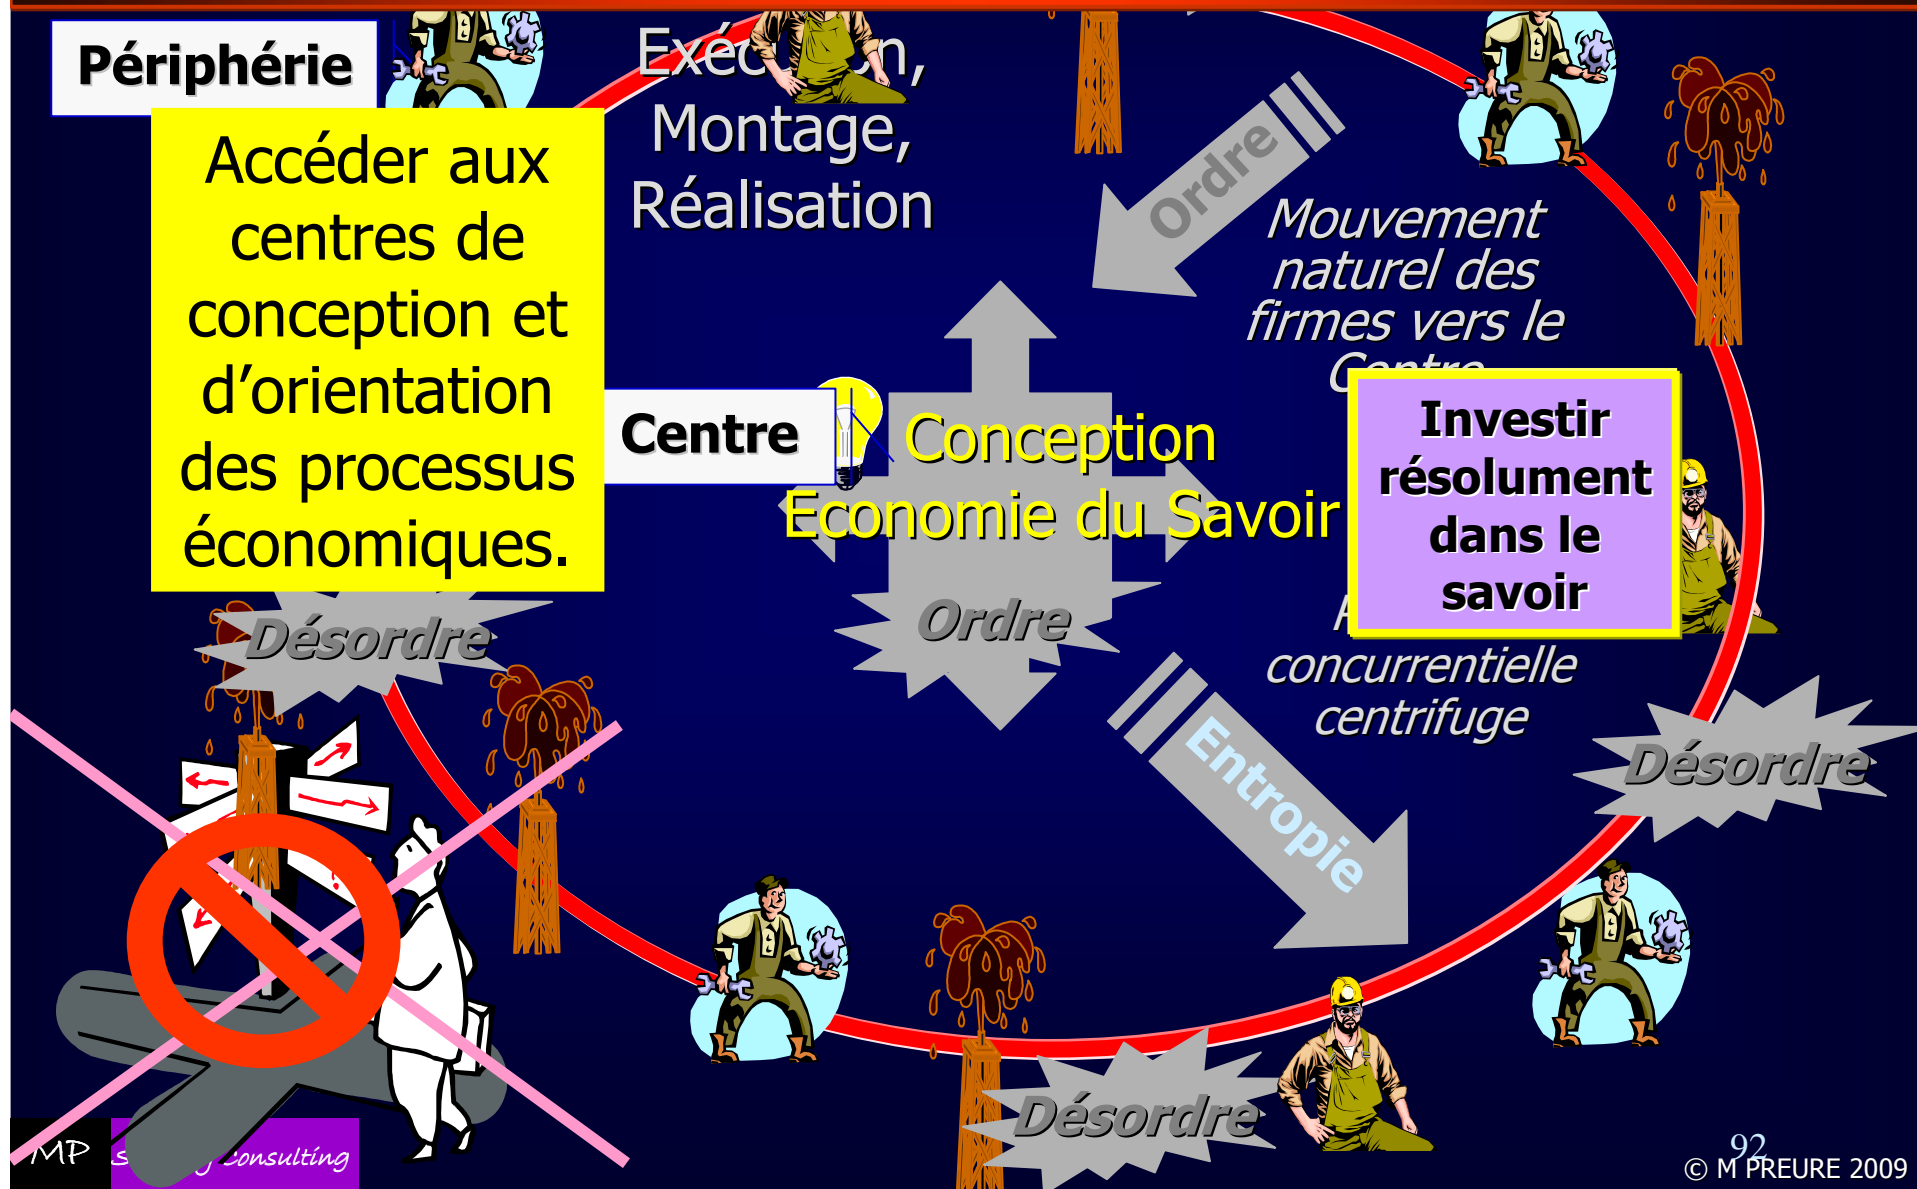 Périphérie
Montage,
Réalisation
Accéder aux
centres de
conception et
d’orientation
des processus
économiques.
Ordre
Mouvement
naturel des
firmes vers le
Centre
Centre
Conception
Economie du Savoir
Investir
résolument
dans le
savoir
Ordre
concurrentielle
centrifuge
Entropie
Désordre
Désordre
Désordre
MP
consulting
92
© M PREURE 2009